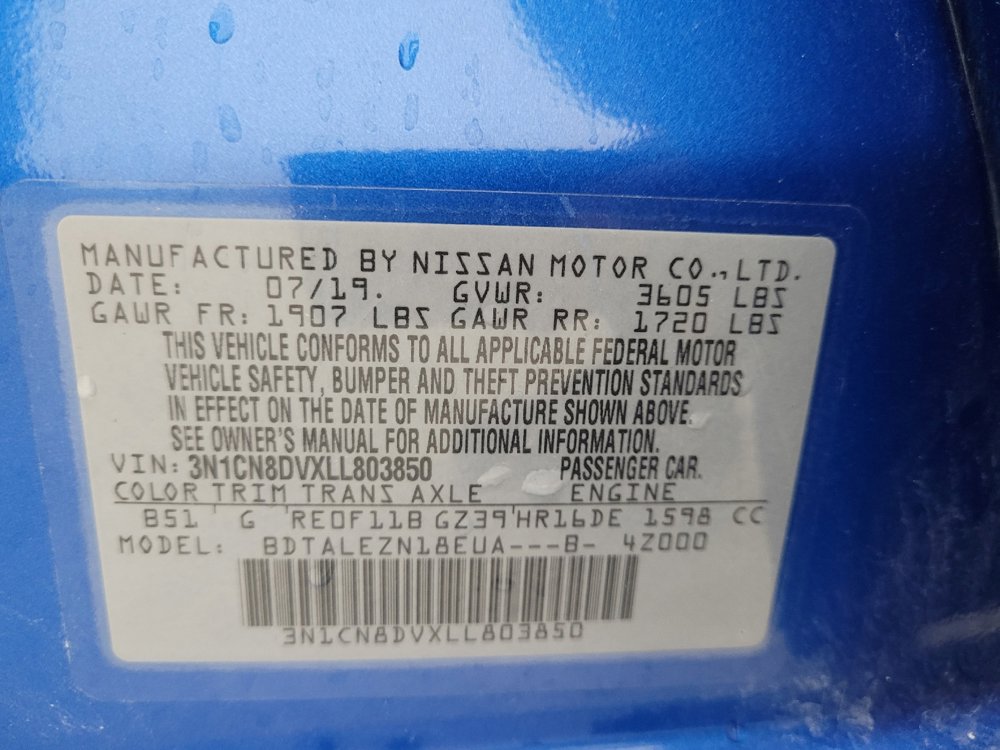 MANUFACTURED BY NISSAN MOTOR CO., LTD.
DATE: 07/19. GVWR: 3605 LBS
GAWR FR: 1907 LBS GAWR RR: 1720 LBS
THIS VEHICLE CONFORMS TO ALL APPLICABLE FEDERAL MOTOR
VEHICLE SAFETY, BUMPER AND THEFT PREVENTION STANDARDS
IN EFFECT ON THE DATE OF MANUFACTURE SHOWN ABOVE.
SEE OWNER'S MANUAL FOR ADDITIONAL INFORMATION.
VIN: 3N1CN8DVXLL803850 PASSENGER CAR.
COLOR TRIM TRANS AXLE ENGINE
B51 ' G ' RE0F11B GZ39'HR16DE 1598 CC
MODEL: BDTALEZN18EUA---B- 4Z000
3N1CN8DVXLL803850